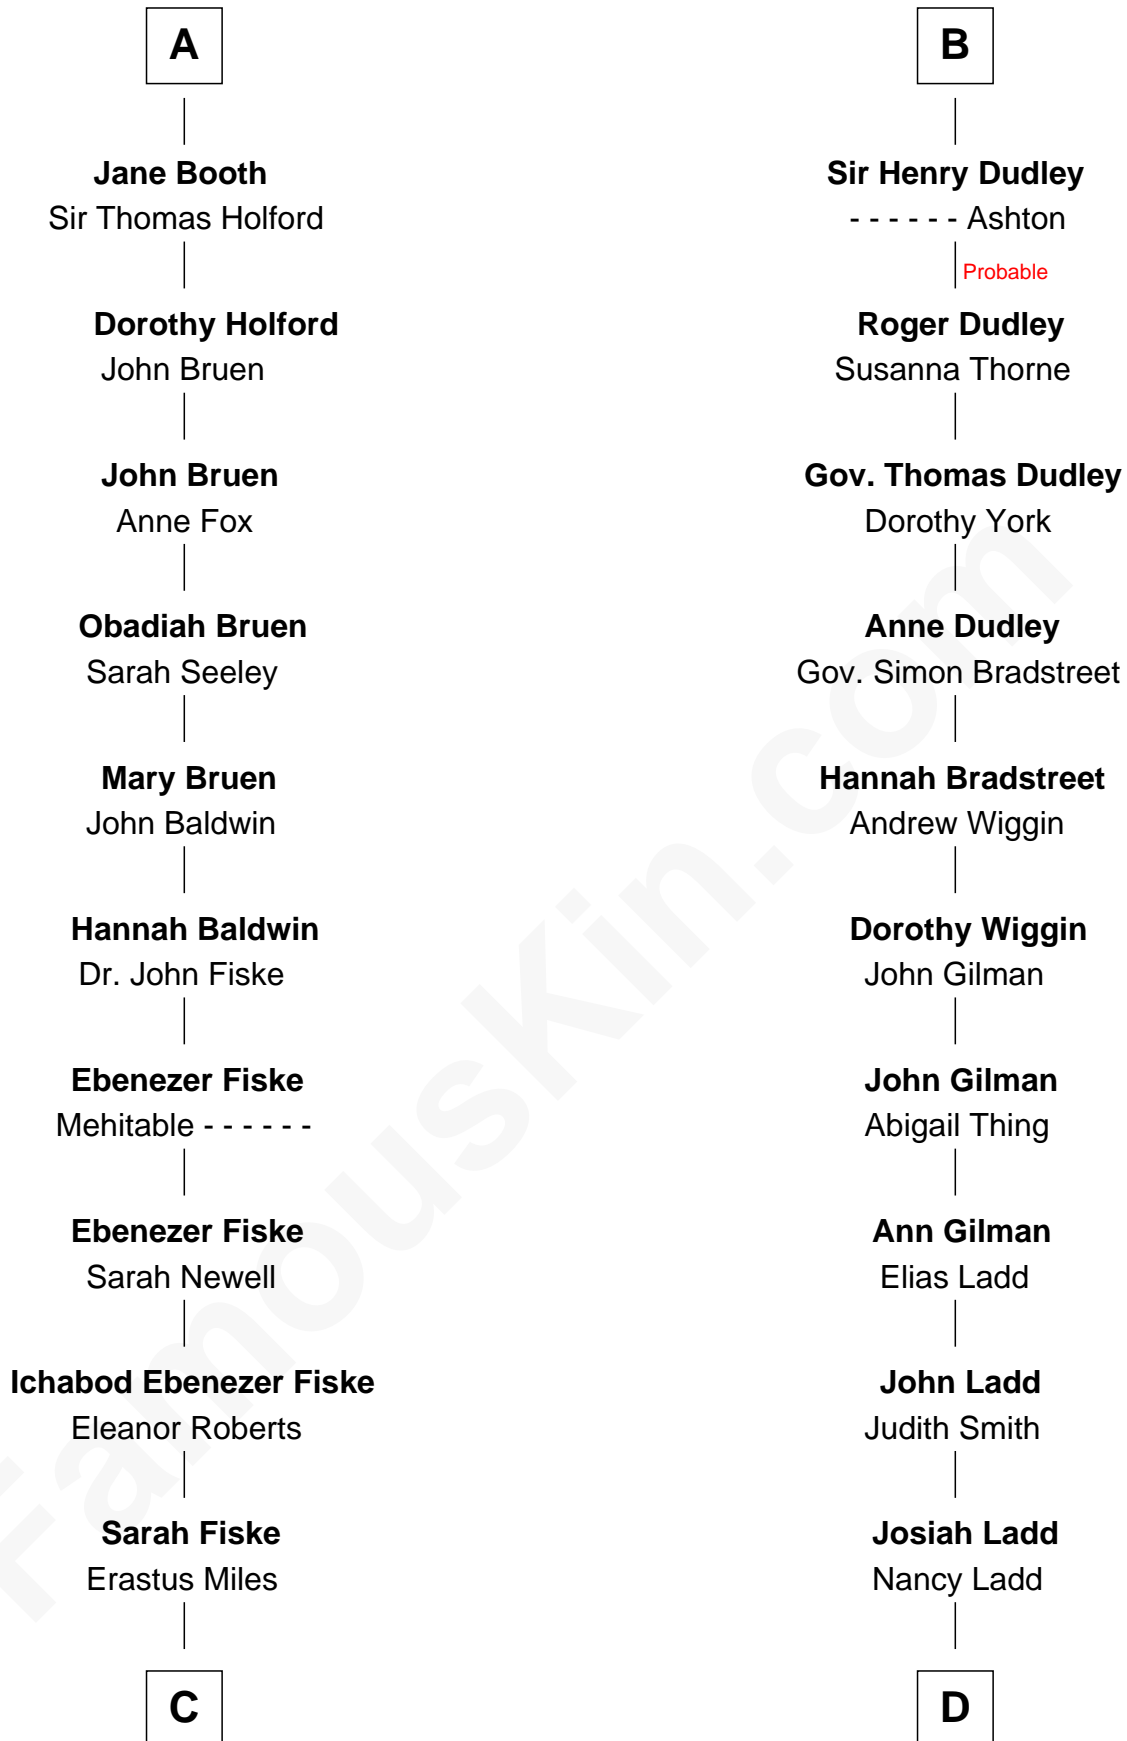 A
Jane Booth
Sir Thomas Holford
Dorothy Holford
John Bruen
John Bruen
Anne Fox
Obadiah Bruen
Sarah Seeley
Mary Bruen
John Baldwin
Hannah Baldwin
Dr. John Fiske
Ebenezer Fiske
Mehitable - - - - - -
Ebenezer Fiske
Sarah Newell
Ichabod Ebenezer Fiske
Eleanor Roberts
Sarah Fiske
Erastus Miles
C
B
Sir Henry Dudley
- - - - - - Ashton
Probable
Roger Dudley
Susanna Thorne
Gov. Thomas Dudley
Dorothy York
Anne Dudley
Gov. Simon Bradstreet
Hannah Bradstreet
Andrew Wiggin
Dorothy Wiggin
John Gilman
John Gilman
Abigail Thing
Ann Gilman
Elias Ladd
John Ladd
Judith Smith
Josiah Ladd
Nancy Ladd
D
FamousKin.com